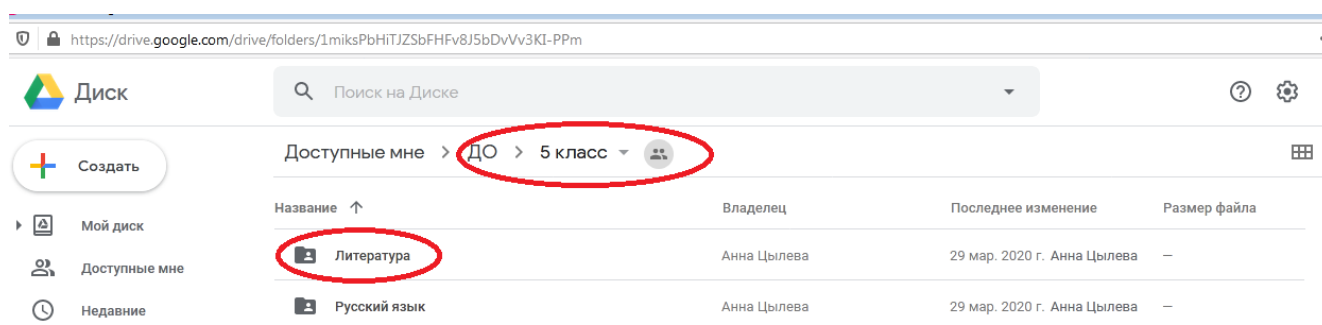 https://drive.google.com/drive/folders/1miksPbHiTJZSbFHFv8J5bDvVv3KI-PPm
Диск
Поиск на Диске
Создать
Доступные мне > ДО > 5 класс
Название ↑ Владелец Последнее изменение Размер файла
Мой диск
Литература Анна Цылева 29 мар. 2020 г. Анна Цылева —
Доступные мне
Русский язык Анна Цылева 29 мар. 2020 г. Анна Цылева —
Недавние